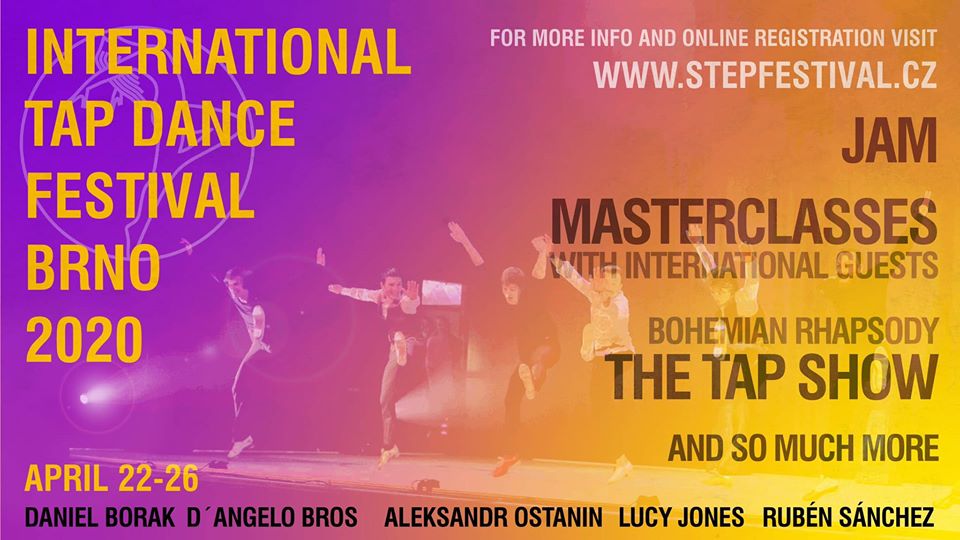 INTERNATIONAL
TAP DANCE
FESTIVAL
BRNO
2020
FOR MORE INFO AND ONLINE REGISTRATION VISIT
WWW.STEPFESTIVAL.CZ
JAM
MASTERCLASSES
WITH INTERNATIONAL GUESTS
BOHEMIAN RHAPSODY
THE TAP SHOW
AND SO MUCH MORE
APRIL 22-26
DANIEL BORAK D´ANGELO BROS ALEKSANDR OSTANIN LUCY JONES RUBÉN SÁNCHEZ